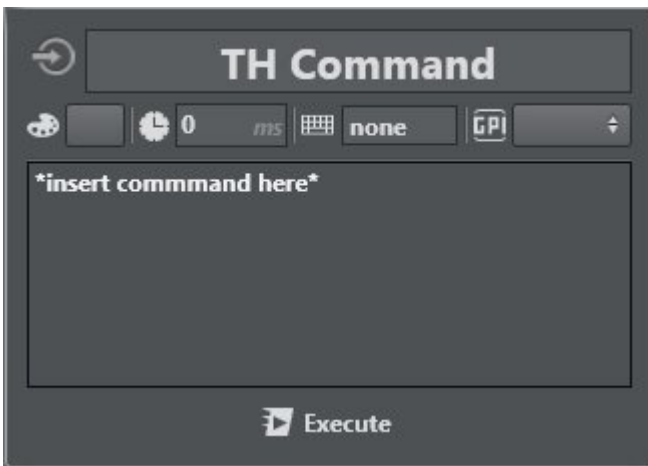 TH Command
0 ms none GPI
*insert commmand here*
Execute